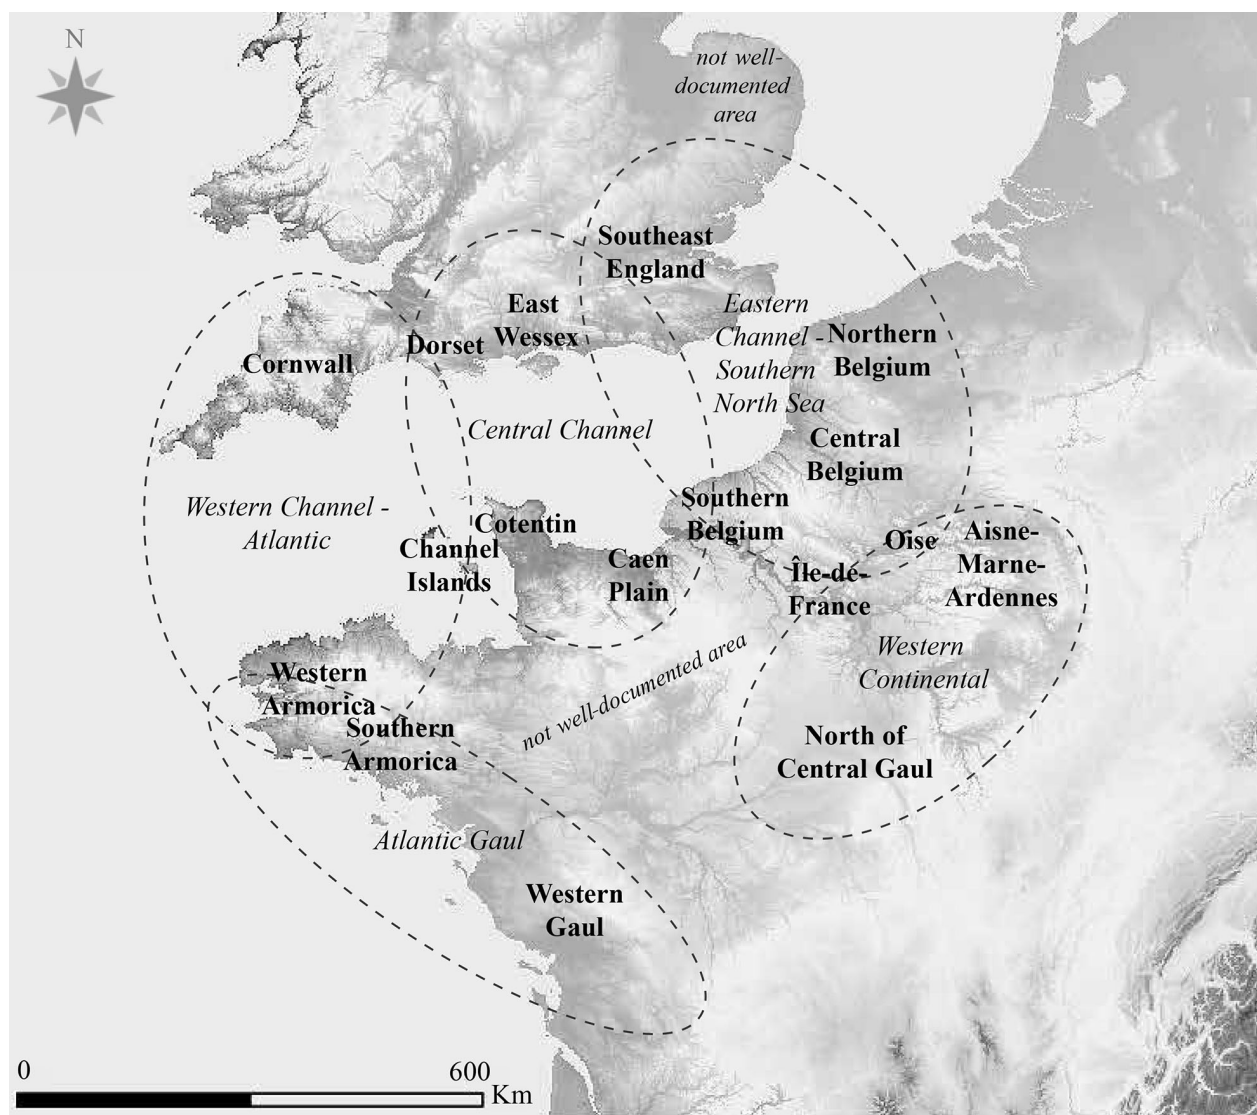 N
not well-
documented
area
Southeast
England
East
Wessex
Eastern
Channel -
Southern
North Sea
Northern
Belgium
Dorset
Cornwall
Central Channel
Central
Belgium
Western Channel -
Atlantic
Southern
Belgium
Cotentin
Channel
Islands
Caen
Plain
Oise
Aisne-
Marne-
Ardennes
Île-de-
France
Western
Continental
Western
Armorica
Southern
Armorica
not well-documented area
North of
Central Gaul
Atlantic Gaul
Western
Gaul
0
600
Km